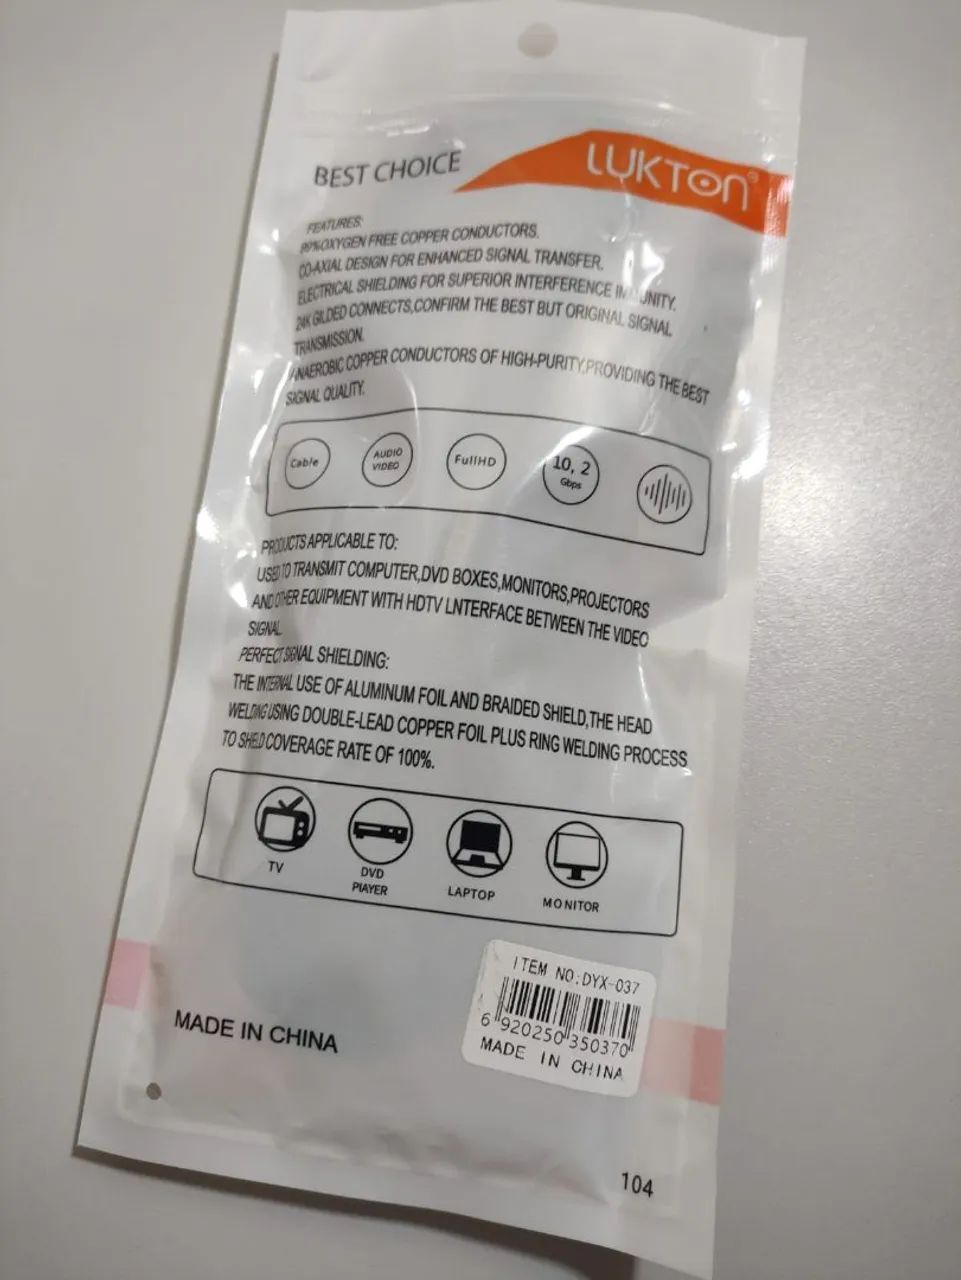 BEST CHOICE
LUKTON®
FEATURES:
99%OXYGEN FREE COPPER CONDUCTORS.
CO-AXIAL DESIGN FOR ENHANCED SIGNAL TRANSFER.
ELECTRICAL SHIELDING FOR SUPERIOR INTERFERENCE IMMUNITY.
24K GILDED CONNECTS,CONFIRM THE BEST BUT ORIGINAL SIGNAL
TRANSMISSION.
ANAEROBIC COPPER CONDUCTORS OF HIGH-PURITY,PROVIDING THE BEST
SIGNAL QUALITY.
Cable
AUDIO
VIDEO
FullHD
10, 2
Gbps
PRODUCTS APPLICABLE TO:
USED TO TRANSMIT COMPUTER,DVD BOXES,MONITORS,PROJECTORS
AND OTHER EQUIPMENT WITH HDTV LNTERFACE BETWEEN THE VIDEO
SIGNAL.
PERFECT SIGNAL SHIELDING:
THE INTERNAL USE OF ALUMINUM FOIL AND BRAIDED SHIELD,THE HEAD
WELDING USING DOUBLE-LEAD COPPER FOIL PLUS RING WELDING PROCESS
TO SHIELD COVERAGE RATE OF 100%.
TV
DVD
PIAYER
LAPTOP
MONITOR
ITEM NO:DYX-037
6 920250 350370
MADE IN CHINA
MADE IN CHINA
104